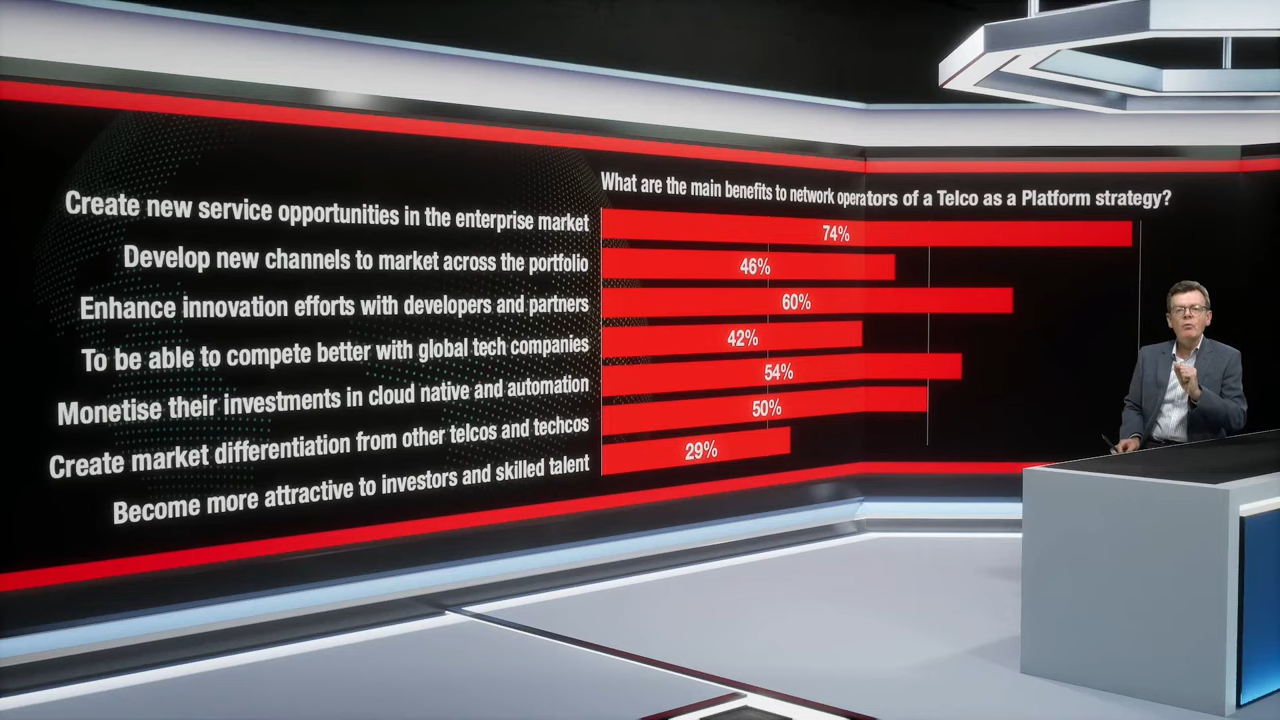 What are the main benefits to network operators of a Telco as a Platform strategy?
Create new service opportunities in the enterprise market
74%
Develop new channels to market across the portfolio
46%
Enhance innovation efforts with developers and partners
60%
To be able to compete better with global tech companies
42%
Monetise their investments in cloud native and automation
54%
Create market differentiation from other telcos and techcos
50%
Become more attractive to investors and skilled talent
29%